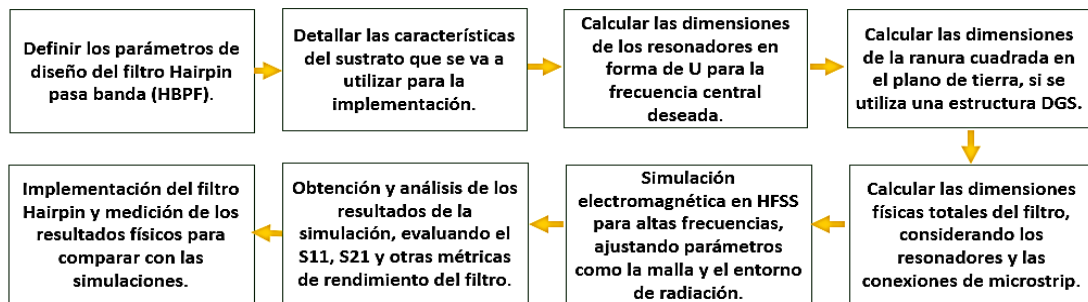 Definir los parámetros de
diseño del filtro Hairpin
pasa banda (HBPF).
Detallar las características
del sustrato que se va a
utilizar para la
implementación.
Calcular las dimensiones
de los resonadores en
forma de U para la
frecuencia central
deseada.
Calcular las dimensiones
de la ranura cuadrada en
el plano de tierra, si se
utiliza una estructura DGS.
Calcular las dimensiones
físicas totales del filtro,
considerando los
resonadores y las
conexiones de microstrip.
Simulación
electromagnética en HFSS
para altas frecuencias,
ajustando parámetros
como la malla y el entorno
de radiación.
Obtención y análisis de los
resultados de la
simulación, evaluando el
S11, S21 y otras métricas
de rendimiento del filtro.
Implementación del filtro
Hairpin y medición de los
resultados físicos para
comparar con las
simulaciones.